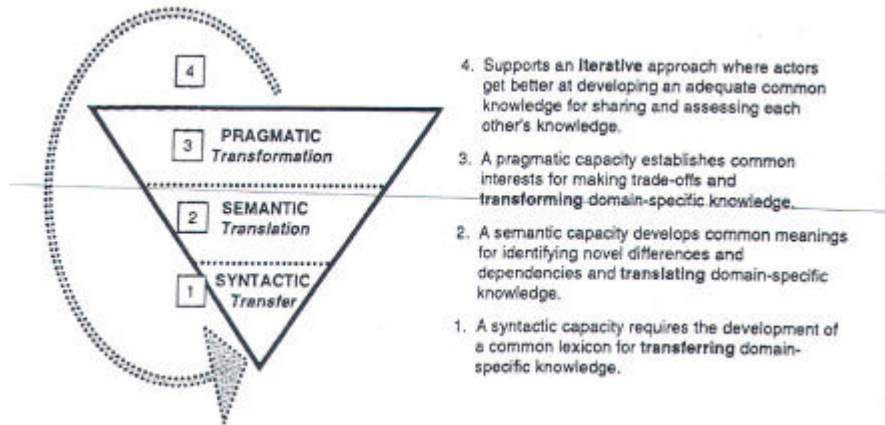 4
3
PRAGMATIC
Transformation
2
SEMANTIC
Translation
1
SYNTACTIC
Transfer
4. Supports an iterative approach where actors
get better at developing an adequate common
knowledge for sharing and assessing each
other's knowledge.
3. A pragmatic capacity establishes common
interests for making trade-offs and
transforming domain-specific knowledge.
2. A semantic capacity develops common meanings
for identifying novel differences and
dependencies and translating domain-specific
knowledge.
1. A syntactic capacity requires the development of
a common lexicon for transferring domain-
specific knowledge.